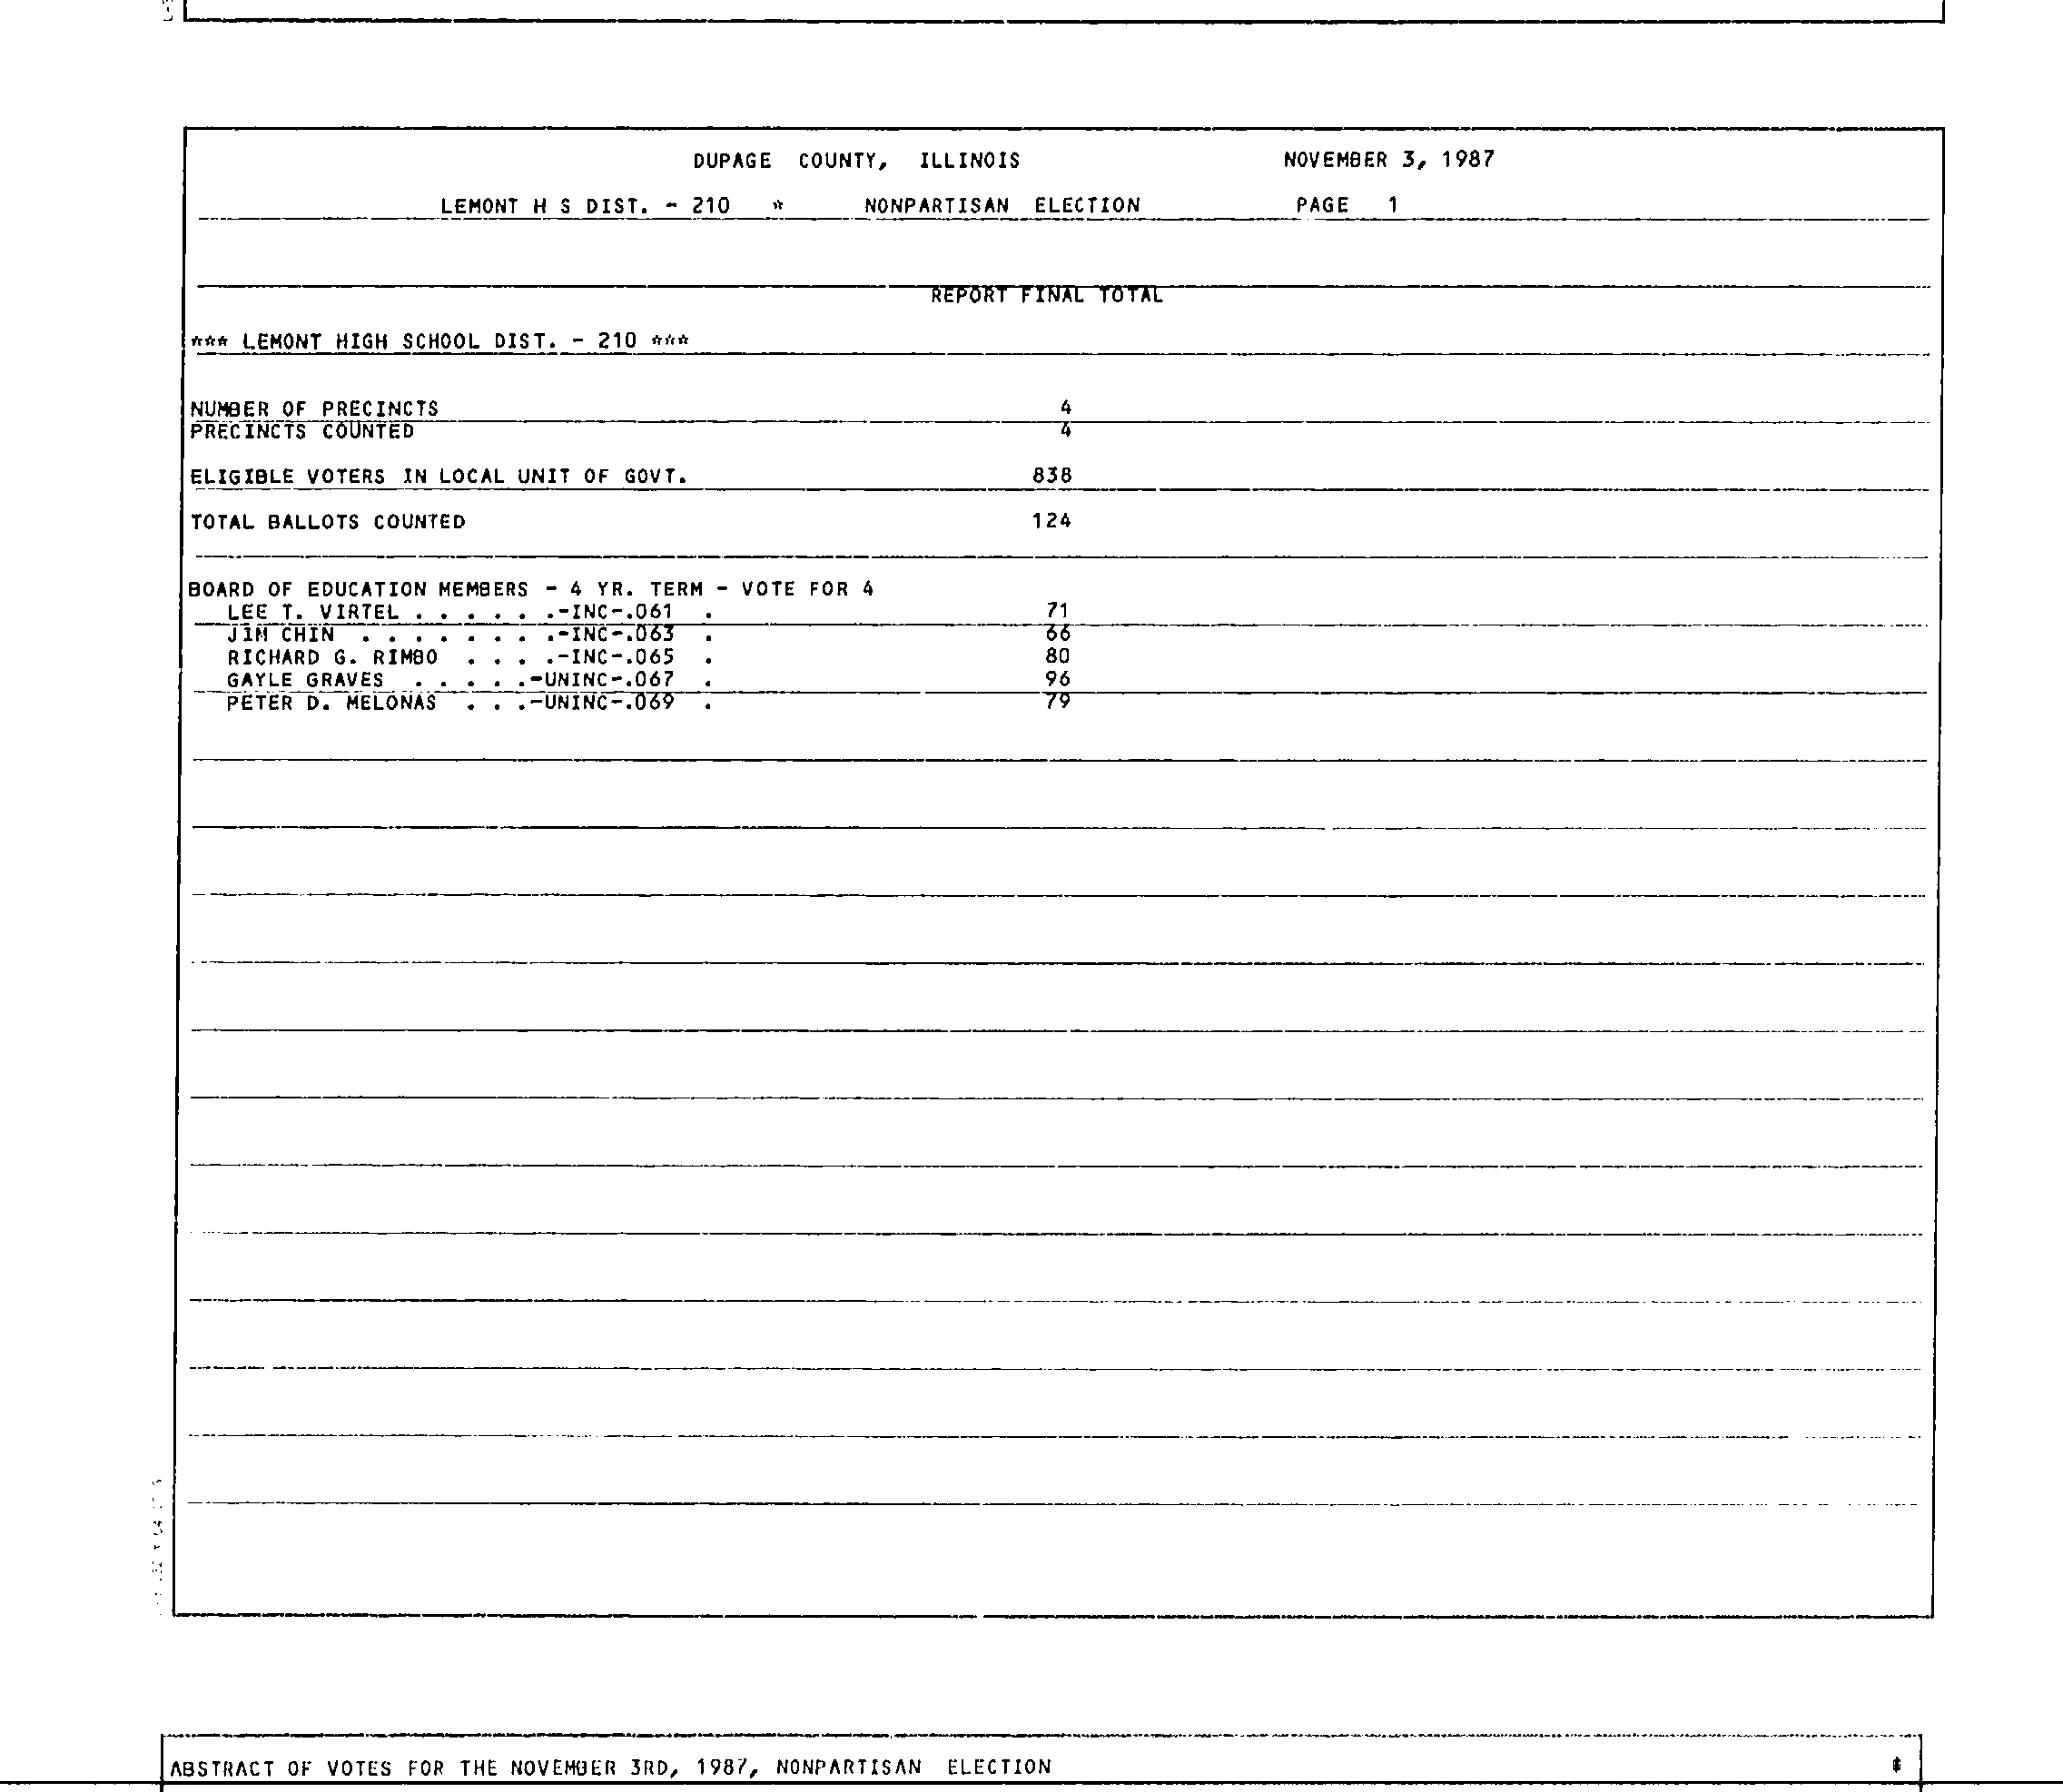 DUPAGE COUNTY, ILLINOIS NOVEMBER 3, 1987
LEMONT H S DIST. - 210 * NONPARTISAN ELECTION PAGE 1
REPORT FINAL TOTAL
*** LEMONT HIGH SCHOOL DIST. - 210 ***
NUMBER OF PRECINCTS 4
PRECINCTS COUNTED 4
ELIGIBLE VOTERS IN LOCAL UNIT OF GOVT. 838
TOTAL BALLOTS COUNTED 124
BOARD OF EDUCATION MEMBERS - 4 YR. TERM - VOTE FOR 4
LEE T. VIRTEL . . . . . .-INC-.061 . 71
JIM CHIN . . . . . . . .-INC-.063 . 66
RICHARD G. RIMBO . . . .-INC-.065 . 80
GAYLE GRAVES . . . . .-UNINC-.067 . 96
PETER D. MELONAS . . .-UNINC-.069 . 79
ABSTRACT OF VOTES FOR THE NOVEMBER 3RD, 1987, NONPARTISAN ELECTION